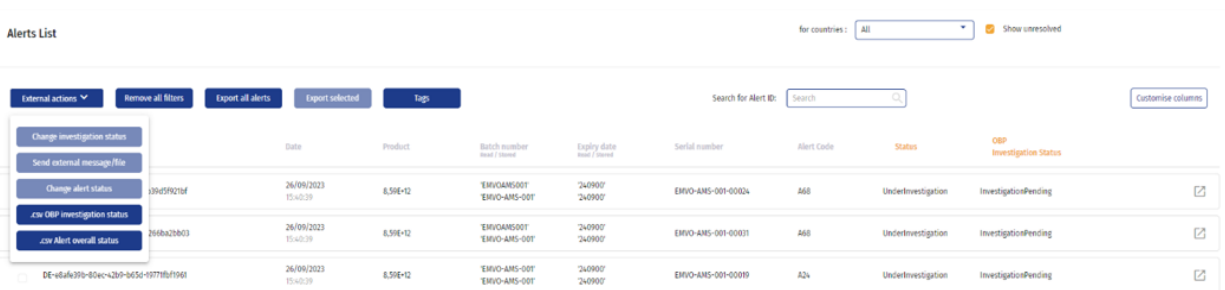 Alerts List
for countries : All
Show unresolved
External actions
Remove all filters
Export all alerts
Export selected
Tags
Search for Alert ID: Search
Customise columns
Change investigation status
Send external message/file
Change alert status
.csv OBP investigation status
.csv Alert overall status
Date
Product
Batch number
Read / Stored
Expiry date
Read / Stored
Serial number
Alert Code
Status
OBP
Investigation Status
a39d5f921bf
26/09/2023
15:40:39
8,59E+12
'EMVOAMS001'
'EMVO-AMS-001'
'240900'
'240900'
EMVO-AMS-001-00024
A68
UnderInvestigation
InvestigationPending
266ba2bb03
26/09/2023
15:40:39
8,59E+12
'EMVOAMS001'
'EMVO-AMS-001'
'240900'
'240900'
EMVO-AMS-001-00031
A68
UnderInvestigation
InvestigationPending
DE-e8afe39b-80ec-42b9-b65d-19771fbf1961
26/09/2023
15:40:39
8,59E+12
'EMVO-AMS-001'
'EMVO-AMS-001'
'240900'
'240900'
EMVO-AMS-001-00019
A24
UnderInvestigation
InvestigationPending